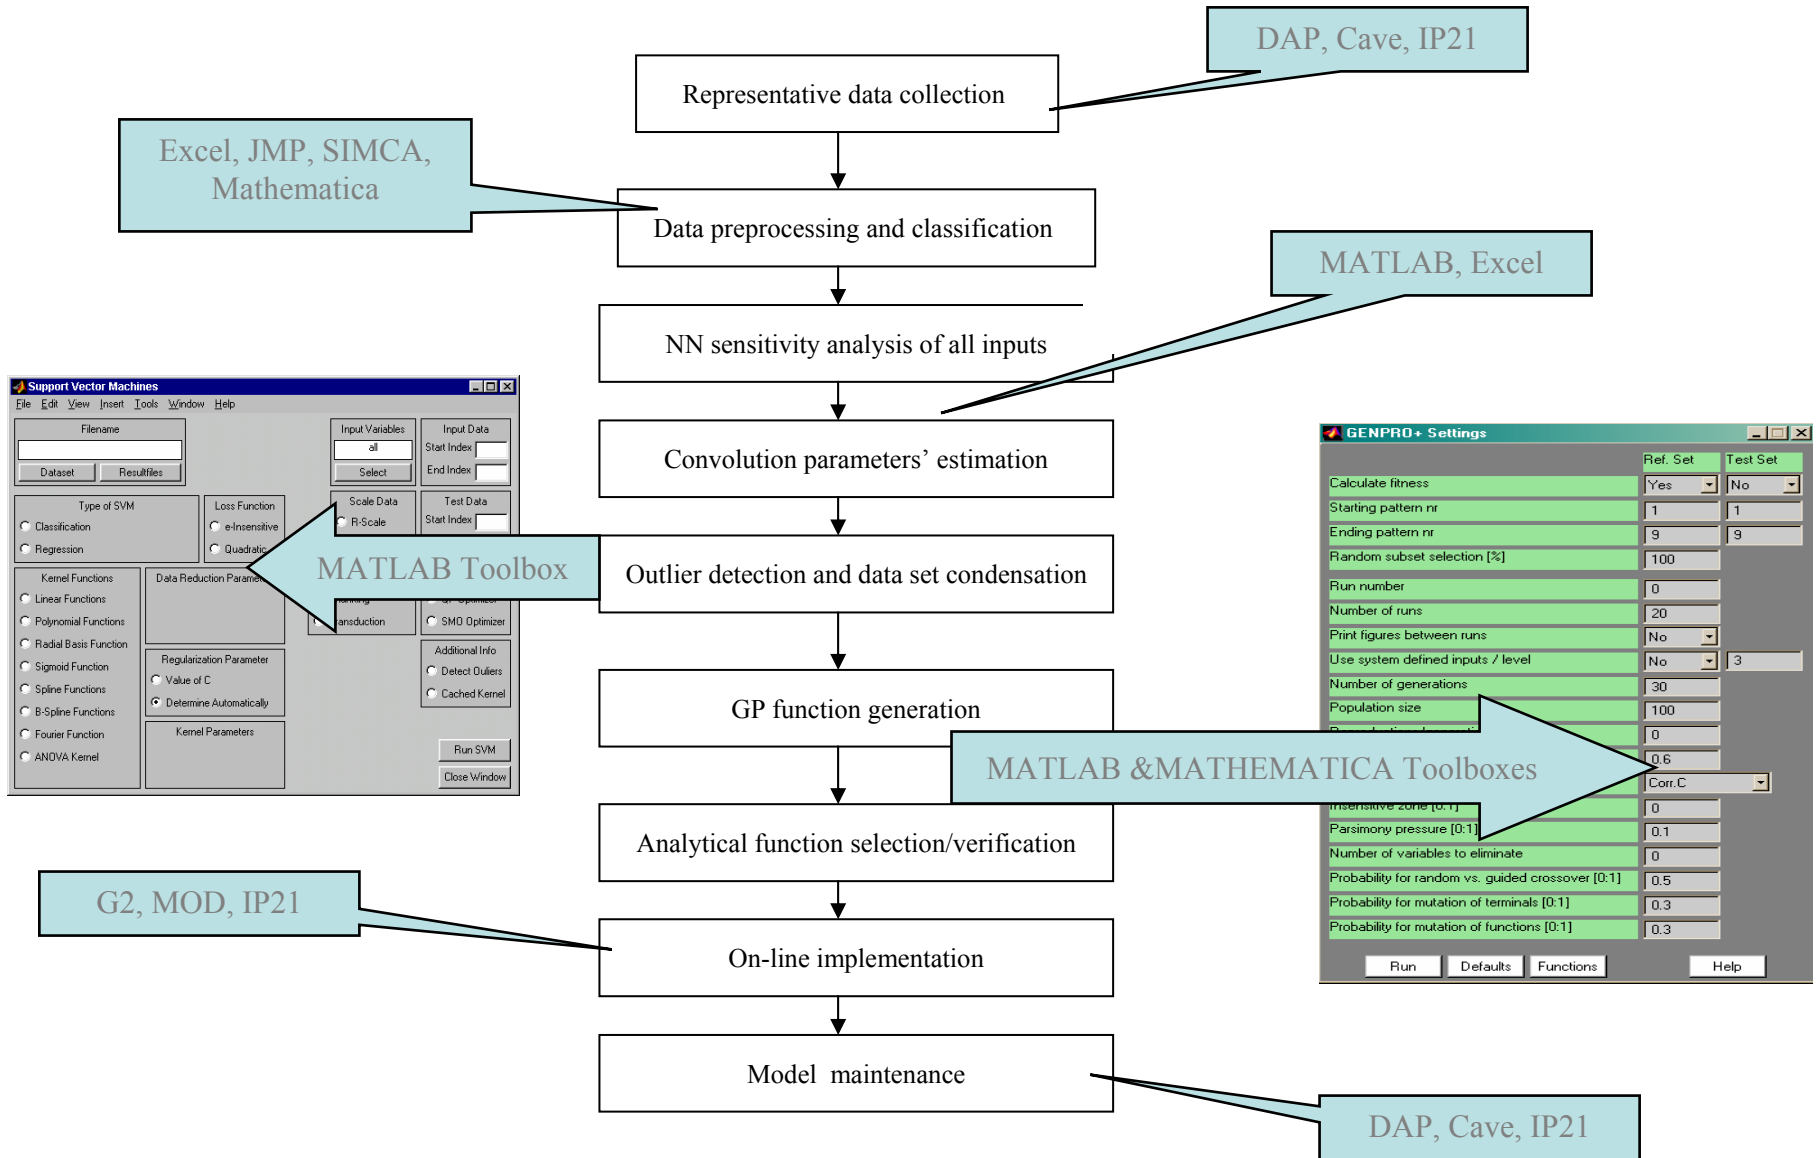 DAP, Cave, IP21
Representative data collection
Excel, JMP, SIMCA,
Mathematica
Data preprocessing and classification
MATLAB, Excel
NN sensitivity analysis of all inputs
Convolution parameters’ estimation
Outlier detection and data set condensation
MATLAB Toolbox
GP function generation
MATLAB &MATHEMATICA Toolboxes
Analytical function selection/verification
G2, MOD, IP21
On-line implementation
Model maintenance
DAP, Cave, IP21
Support Vector Machines
File Edit View Insert Tools Window Help
Filename
Dataset Resultfiles
Input Variables
all
Select
Input Data
Start Index
End Index
Type of SVM
Classification
Regression
Loss Function
e-Insensitive
Quadratic
Scale Data
R-Scale
Test Data
Start Index
Kernel Functions
Linear Functions
Polynomial Functions
Radial Basis Function
Sigmoid Function
Spline Functions
B-Spline Functions
Fourier Function
ANOVA Kernel
Data Reduction Parameter
Regularization Parameter
Value of C
Determine Automatically
Kernel Parameters
SMO Optimizer
Additional Info
Detect Ouliers
Cached Kernel
Run SVM
Close Window
GENPRO+ Settings
Ref. Set Test Set
Calculate fitness Yes No
Starting pattern nr 1 1
Ending pattern nr 9 9
Random subset selection [%] 100
Run number 0
Number of runs 20
Print figures between runs No
Use system defined inputs / level No 3
Number of generations 30
Population size 100
0
0.6
Corr.C
Insensitive zone [0:1] 0
Parsimony pressure [0:1] 0.1
Number of variables to eliminate 0
Probability for random vs. guided crossover [0:1] 0.5
Probability for mutation of terminals [0:1] 0.3
Probability for mutation of functions [0:1] 0.3
Run Defaults Functions Help